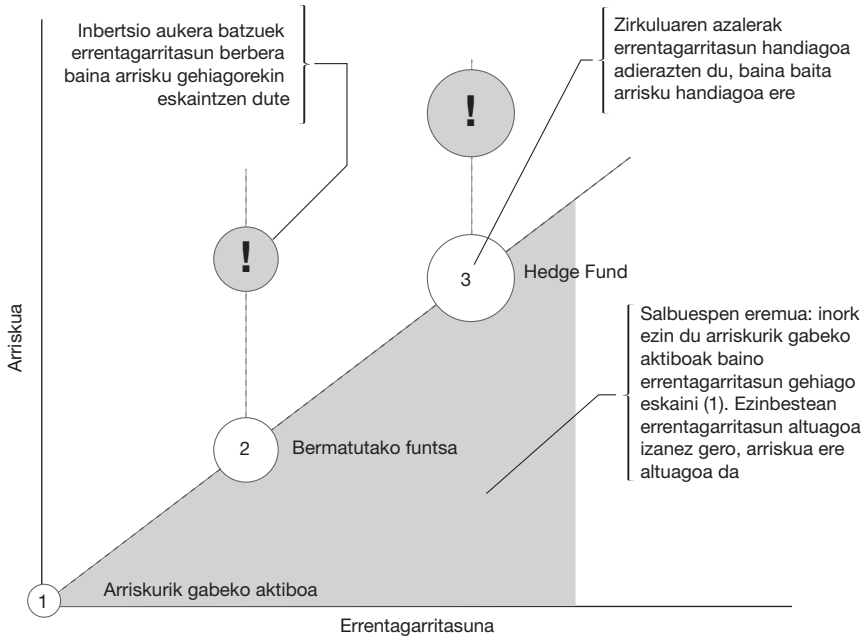 Inbertsio aukera batzuek
errentagarritasun berbera
baina arrisku gehiagorekin
eskaintzen dute
Zirkuluaren azalerak
errentagarritasun handiagoa
adierazten du, baina baita
arrisku handiagoa ere
!
!
3
Hedge Fund
Salbuespen eremua: inork
ezin du arriskurik gabeko
aktiboak baino
errentagarritasun gehiago
eskaini (1). Ezinbestean
errentagarritasun altuagoa
izanez gero, arriskua ere
altuagoa da
Arriskua
2
Bermatutako funtsa
1
Arriskurik gabeko aktiboa
Errentagarritasuna